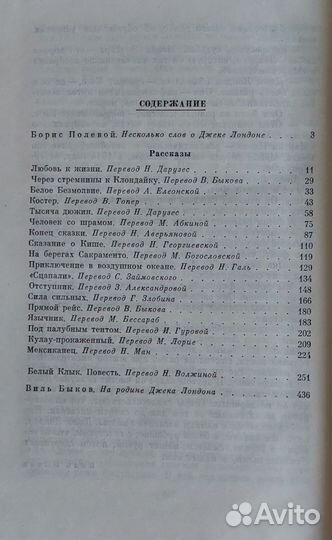 СОДЕРЖАНИЕ
Борис Полевой. Несколько слов о Джеке Лондоне . 3
Рассказы
Любовь к жизни. Перевод Н. Дарузес . . . . . 11
Через стремнины к Клондайку. Перевод В. Быкова . 29
Белое Безмолвие. Перевод А. Елеонской . . . . 33
Костер. Перевод В. Топер . . . . . . . 43
Тысяча дюжин. Перевод Н. Дарузес . . . . . 58
Человек со шрамом. Перевод М. Абкиной . . . . 75
Конец сказки. Перевод Н. Аверьяновой . . . . 87
Сказание о Кише. Перевод Н. Георгиевской . . . 110
На берегах Сакраменто. Перевод М. Богословской . 119
Приключение в воздушном океане. Перевод Н. Галь . 129
«Сцапали». Перевод С. Займовского . . . . . 134
Отступник. Перевод З. Александровой . . . . 148
Сила сильных. Перевод Г. Злобина . . . . . 166
Прямой рейс. Перевод В. Быкова . . . . . 180
Язычник. Перевод М. Бессараб . . . . . . 183
Под палубным тентом. Перевод И. Гуровой . . . 202
Кулау-прокаженный. Перевод М. Лорие . . . . 209
Мексиканец. Перевод Н. Ман . . . . . . 224
Белый Клык. Повесть. Перевод Н. Волжиной . . . 251
Виль Быков. На родине Джека Лондона . . . . 436
Avito